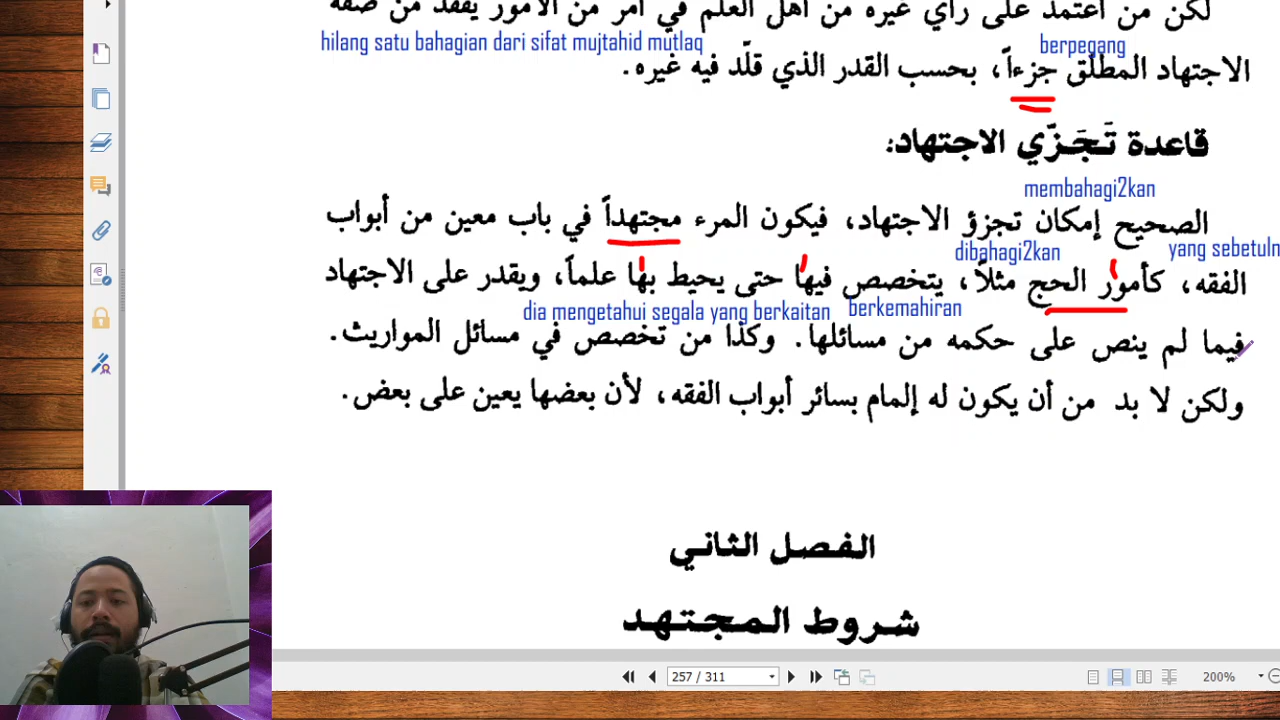 لكن من اعتمد على رأي غيره من أهل العلم في أمر من الأمور يفقد من صفة
hilang satu bahagian dari sifat mujtahid mutlaq
berpegang
الاجتهاد المطلق جزءاً، بحسب القدر الذي قلّد فيه غيره.
قاعدة تَجَزّي الاجتهاد:
membahagi2kan
الصحيح إمكان تجزؤ الاجتهاد، فيكون المرء مجتهداً في باب معين من أبواب
dibahagi2kan
yang sebetuln
الفقه، كأمور الحج مثلاً، يتخصص فيها حتى يحيط بها علماً، ويقدر على الاجتهاد
dia mengetahui segala yang berkaitan
berkemahiran
فيما لم ينص على حكمه من مسائلها. وكذا من تخصص في مسائل المواريث.
ولكن لا بد من أن يكون له إلمام بسائر أبواب الفقه، لأن بعضها يعين على بعض.
الفصل الثاني
شروط المجتهد
257 / 311
200%